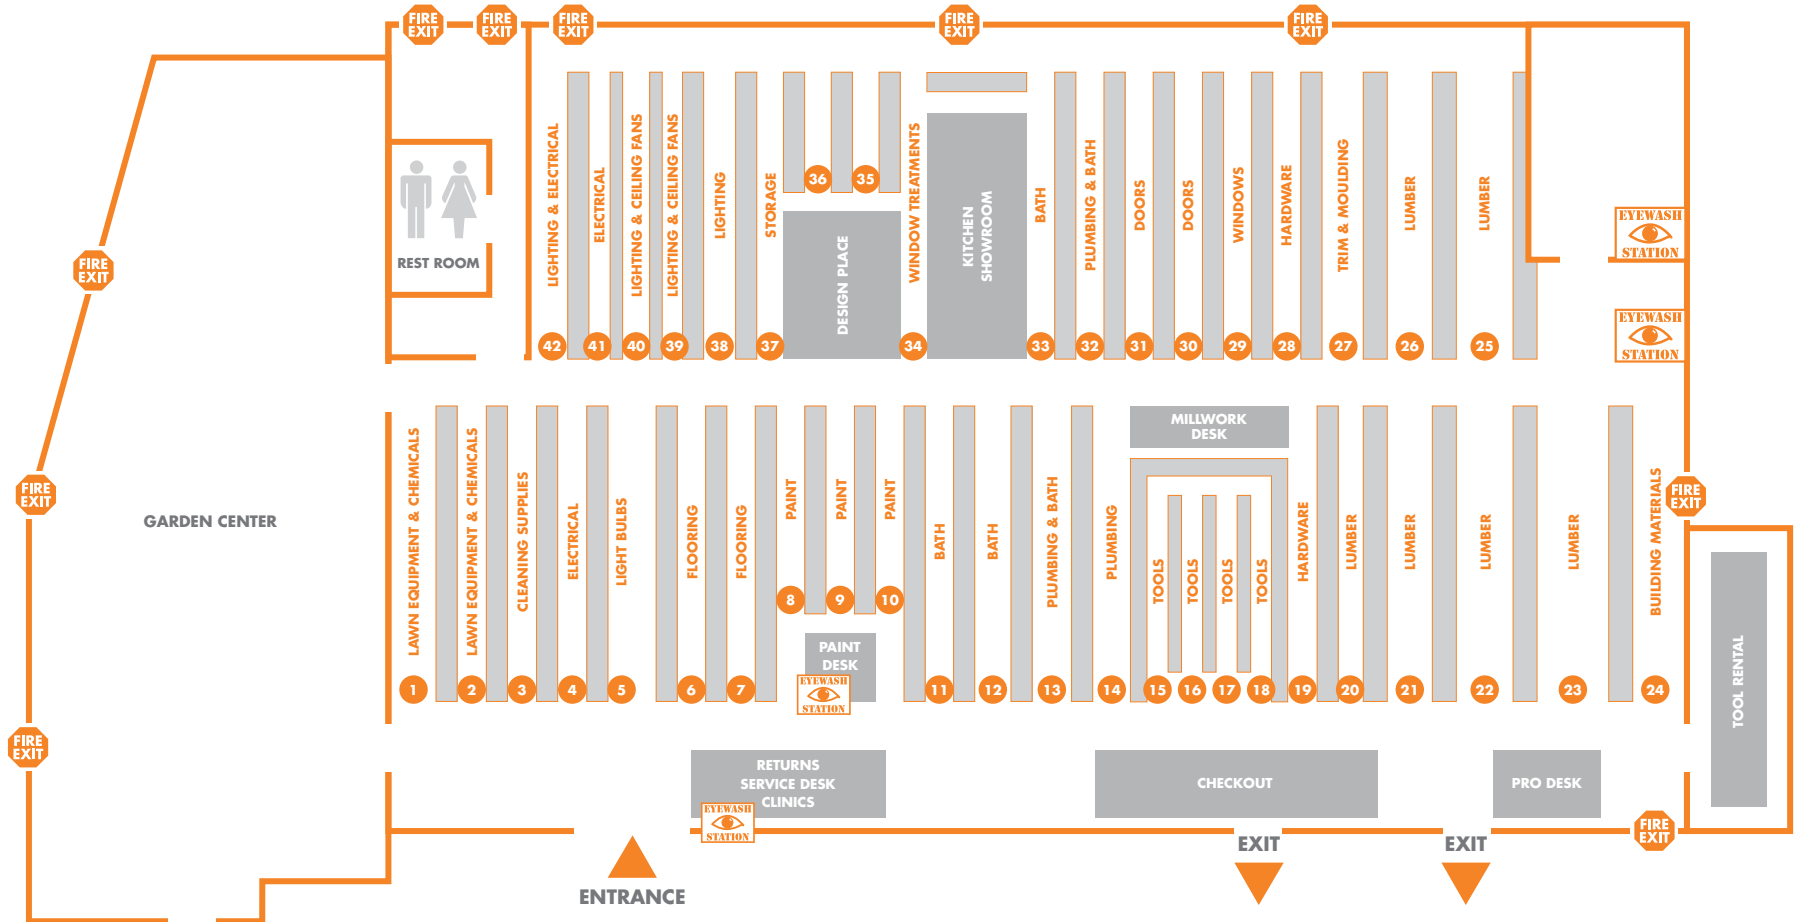 FIRE
EXIT
FIRE
EXIT
FIRE
EXIT
FIRE
EXIT
FIRE
EXIT
LIGHTING & ELECTRICAL
ELECTRICAL
LIGHTING & CEILING FANS
LIGHTING & CEILING FANS
LIGHTING
STORAGE
36
35
WINDOW TREATMENTS
KITCHEN
SHOWROOM
BATH
PLUMBING & BATH
DOORS
DOORS
WINDOWS
HARDWARE
TRIM & MOULDING
LUMBER
LUMBER
EYEWASH
STATION
REST ROOM
FIRE
EXIT
DESIGN PLACE
EYEWASH
STATION
42
41
40
39
38
37
34
33
32
31
30
29
28
27
26
25
MILLWORK
DESK
FIRE
EXIT
FIRE
EXIT
GARDEN CENTER
LAWN EQUIPMENT & CHEMICALS
LAWN EQUIPMENT & CHEMICALS
CLEANING SUPPLIES
ELECTRICAL
LIGHT BULBS
FLOORING
FLOORING
PAINT
PAINT
PAINT
BATH
BATH
PLUMBING & BATH
PLUMBING
TOOLS
TOOLS
TOOLS
TOOLS
HARDWARE
LUMBER
LUMBER
LUMBER
LUMBER
BUILDING MATERIALS
8
9
10
PAINT
DESK
EYEWASH
STATION
TOOL RENTAL
1
2
3
4
5
6
7
11
12
13
14
15
16
17
18
19
20
21
22
23
24
FIRE
EXIT
RETURNS
SERVICE DESK
CLINICS
CHECKOUT
PRO DESK
EYEWASH
STATION
FIRE
EXIT
EXIT
EXIT
ENTRANCE